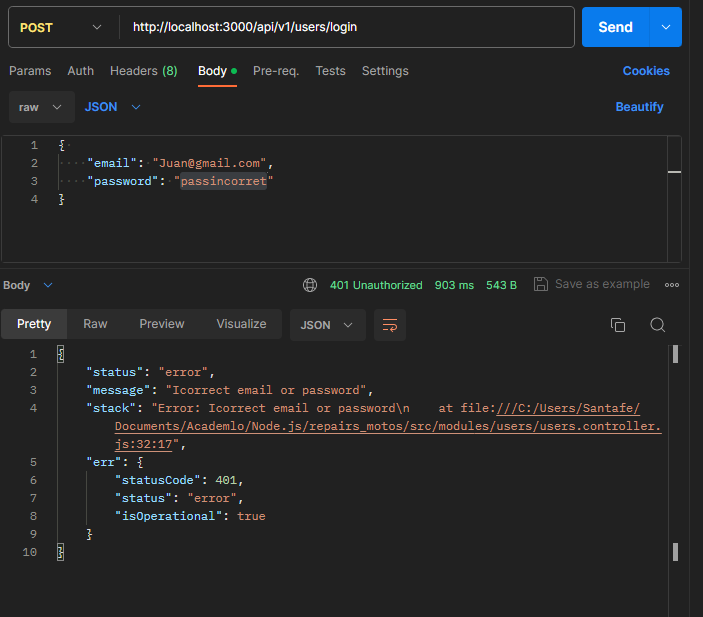 POST http://localhost:3000/api/v1/users/login Send
Params Auth Headers (8) Body Pre-req. Tests Settings Cookies
raw JSON Beautify
1 {
2 "email": "Juan@gmail.com",
3 "password": "passincorret"
4 }
Body 401 Unauthorized 903 ms 543 B Save as example
Pretty Raw Preview Visualize JSON
1 {
2 "status": "error",
3 "message": "Icorrect email or password",
4 "stack": "Error: Icorrect email or password\n    at file:///C:/Users/Santafe/
Documents/Academlo/Node.js/repairs_motos/src/modules/users/users.controller.
js:32:17",
5 "err": {
6 "statusCode": 401,
7 "status": "error",
8 "isOperational": true
9 }
10 }